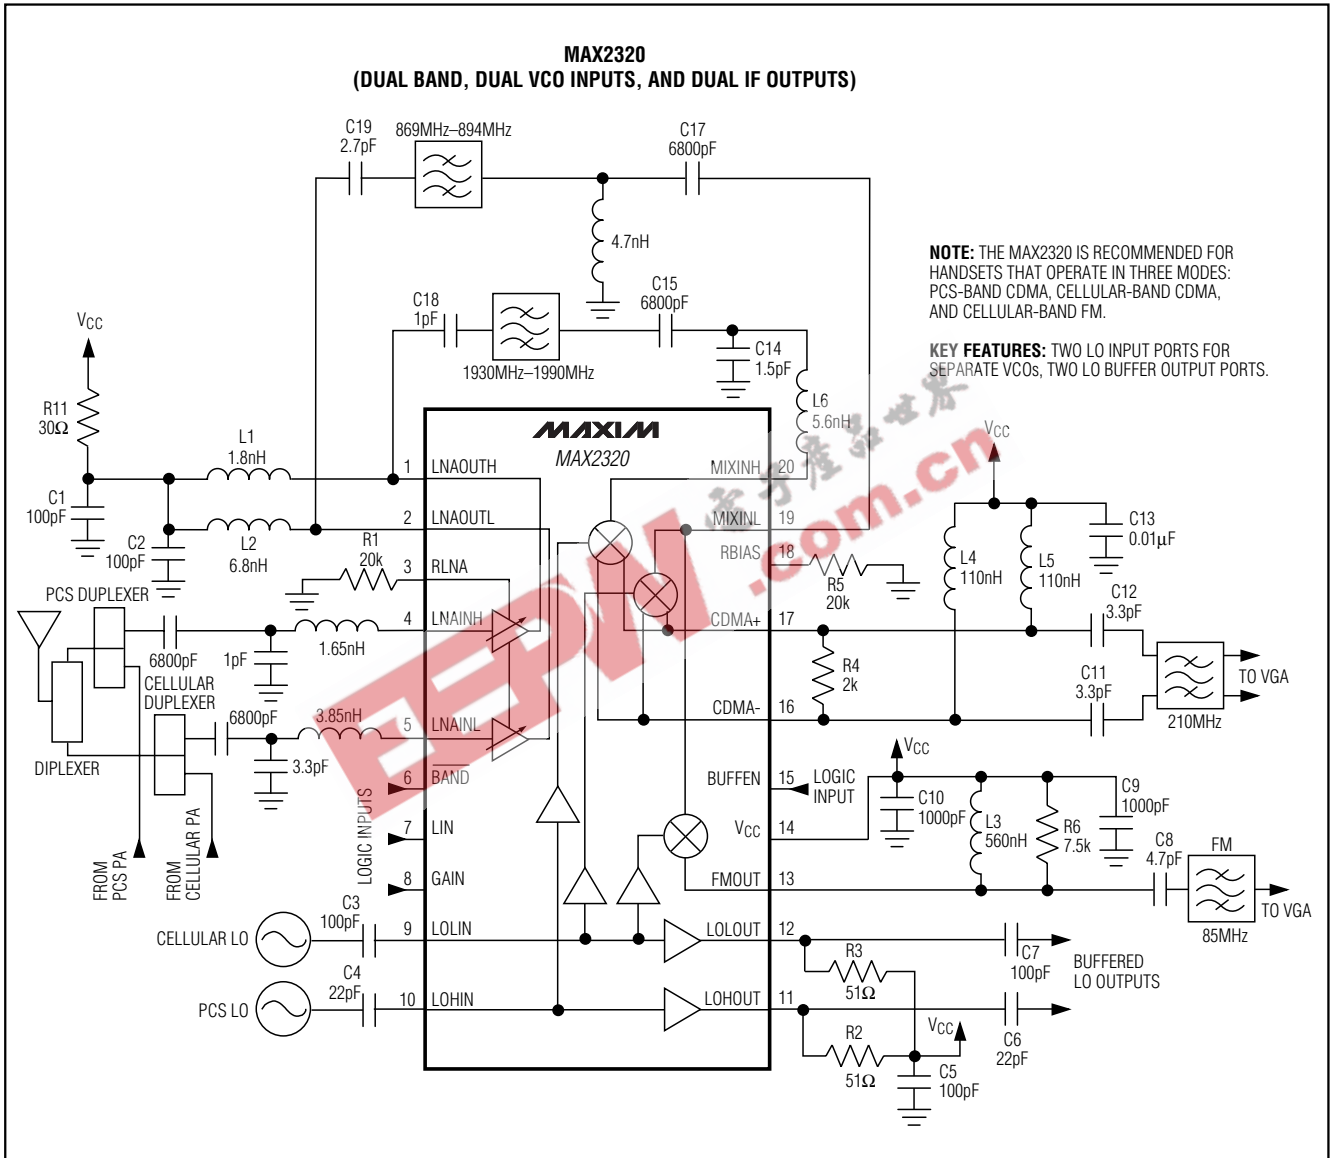 MAX2320
(DUAL BAND, DUAL VCO INPUTS, AND DUAL IF OUTPUTS)
C19
2.7pF
869MHz–894MHz
C17
6800pF
4.7nH
NOTE: THE MAX2320 IS RECOMMENDED FOR
HANDSETS THAT OPERATE IN THREE MODES:
PCS-BAND CDMA, CELLULAR-BAND CDMA,
AND CELLULAR-BAND FM.
KEY FEATURES: TWO LO INPUT PORTS FOR
SEPARATE VCOs, TWO LO BUFFER OUTPUT PORTS.
C18
1pF
C15
6800pF
1930MHz–1990MHz
C14
1.5pF
L6
5.6nH
VCC
R11
30Ω
L1
1.8nH
C1
100pF
C2
100pF
L2
6.8nH
R1
20k
MAXIM
MAX2320
1 LNAOUTH
2 LNAOUTL
3 RLNA
4 LNAINH
5 LNAINL
6 BAND
7 LIN
8 GAIN
9 LOLIN
10 LOHIN
MIXINH 20
MIXINL 19
RBIAS 18
CDMA+ 17
CDMA- 16
BUFFEN 15
VCC 14
FMOUT 13
LOLOUT 12
LOHOUT 11
電子產品世界
EEPW
.com.cn
VCC
C13
0.01µF
L4
110nH
L5
110nH
R5
20k
C12
3.3pF
R4
2k
C11
3.3pF
TO VGA
210MHz
PCS DUPLEXER
6800pF
1pF
1.65nH
CELLULAR
DUPLEXER
6800pF
3.85nH
3.3pF
DIPLEXER
FROM
PCS PA
FROM
CELLULAR PA
LOGIC INPUTS
LOGIC
INPUT
VCC
C10
1000pF
L3
560nH
R6
7.5k
C9
1000pF
C8
4.7pF
FM
TO VGA
85MHz
CELLULAR LO
C3
100pF
PCS LO
C4
22pF
R3
51Ω
C7
100pF
BUFFERED
LO OUTPUTS
R2
51Ω
VCC
C6
22pF
C5
100pF